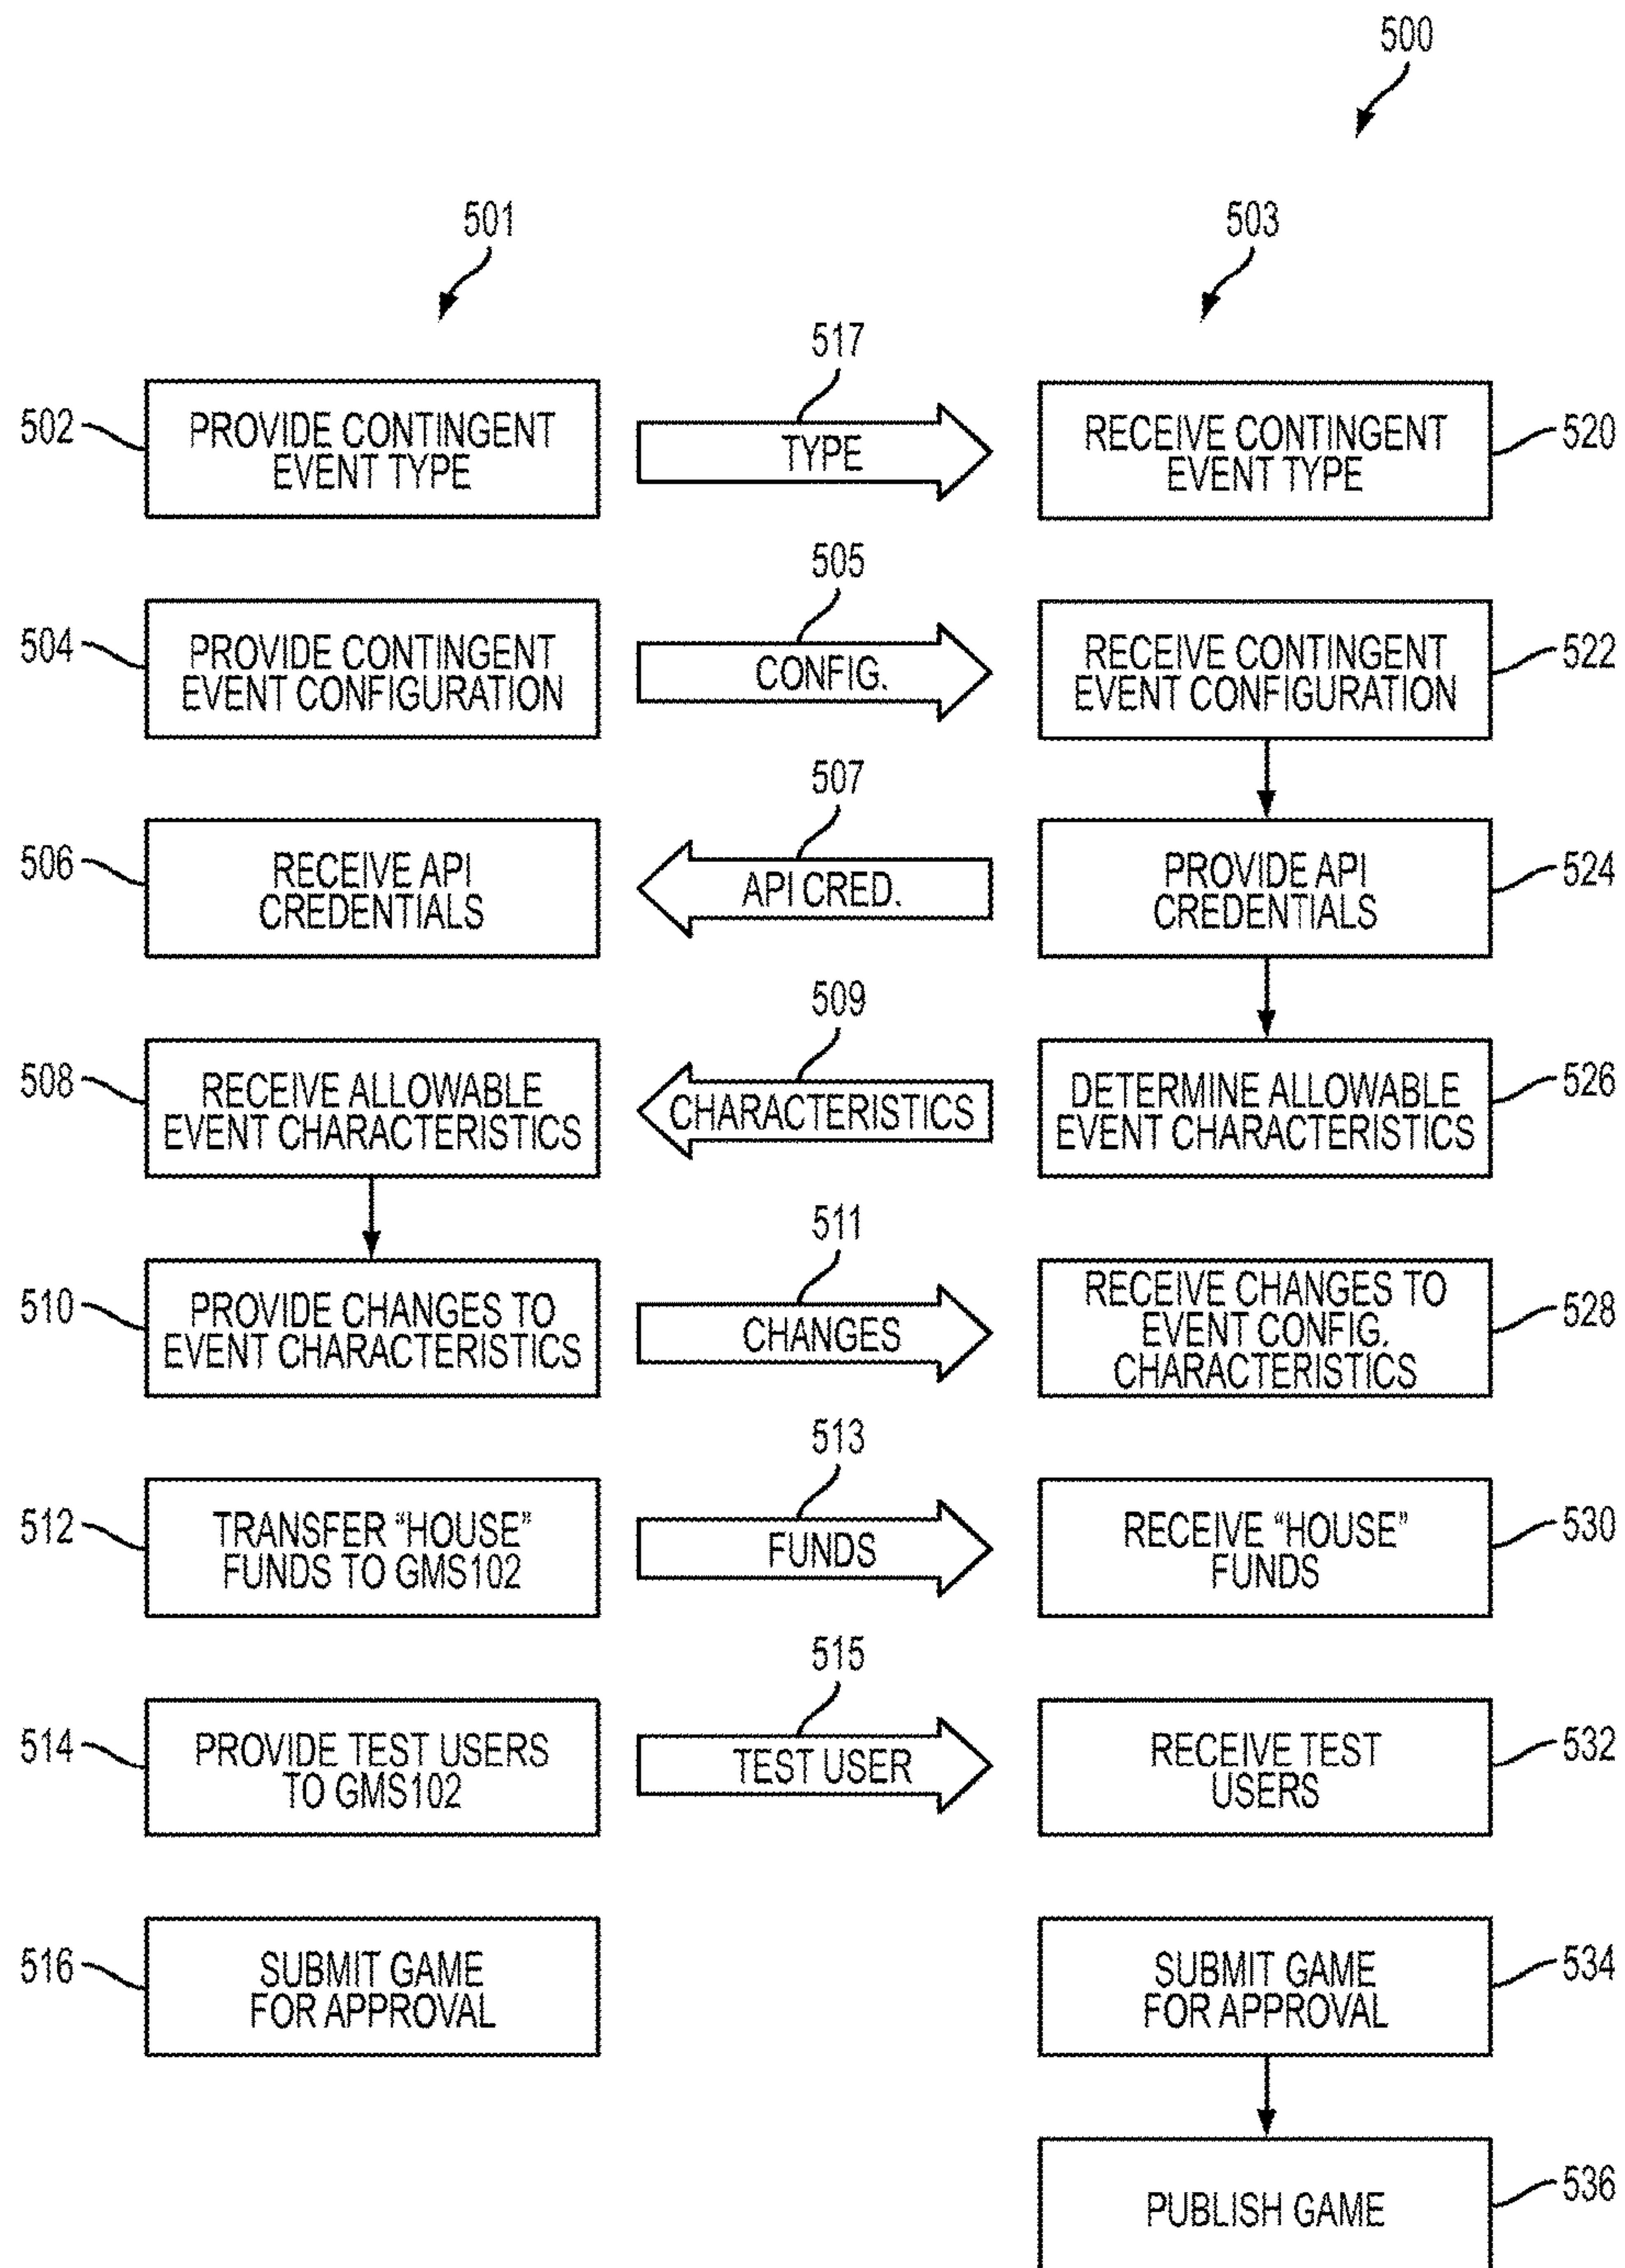 500
501
503
517
502
PROVIDE CONTINGENT
EVENT TYPE
TYPE
RECEIVE CONTINGENT
EVENT TYPE
520
505
504
PROVIDE CONTINGENT
EVENT CONFIGURATION
CONFIG.
RECEIVE CONTINGENT
EVENT CONFIGURATION
522
507
506
RECEIVE API
CREDENTIALS
API CRED.
PROVIDE API
CREDENTIALS
524
509
508
RECEIVE ALLOWABLE
EVENT CHARACTERISTICS
CHARACTERISTICS
DETERMINE ALLOWABLE
EVENT CHARACTERISTICS
526
511
510
PROVIDE CHANGES TO
EVENT CHARACTERISTICS
CHANGES
RECEIVE CHANGES TO
EVENT CONFIG.
CHARACTERISTICS
528
513
512
TRANSFER “HOUSE”
FUNDS TO GMS102
FUNDS
RECEIVE “HOUSE”
FUNDS
530
515
514
PROVIDE TEST USERS
TO GMS102
TEST USER
RECEIVE TEST
USERS
532
516
SUBMIT GAME
FOR APPROVAL
SUBMIT GAME
FOR APPROVAL
534
PUBLISH GAME
536